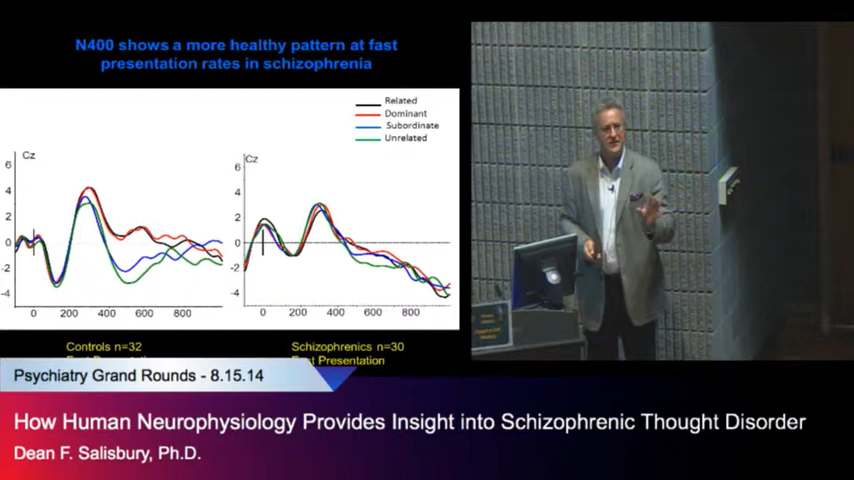 N400 shows a more healthy pattern at fast
presentation rates in schizophrenia
Related
Dominant
Subordinate
Unrelated
Cz
6
4
2
0
-2
-4
0 200 400 600 800
Cz
6
4
2
0
-2
-4
0 200 400 600 800
Controls n=32
Schizophrenics n=30
Fast Presentation
Psychiatry Grand Rounds - 8.15.14
How Human Neurophysiology Provides Insight into Schizophrenic Thought Disorder
Dean F. Salisbury, Ph.D.